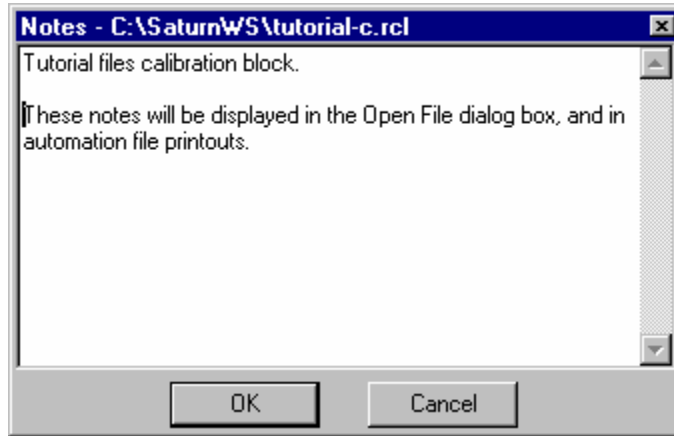 Notes - C:\SaturnWS\tutorial-c.rcl
Tutorial files calibration block.
These notes will be displayed in the Open File dialog box, and in
automation file printouts.
OK
Cancel